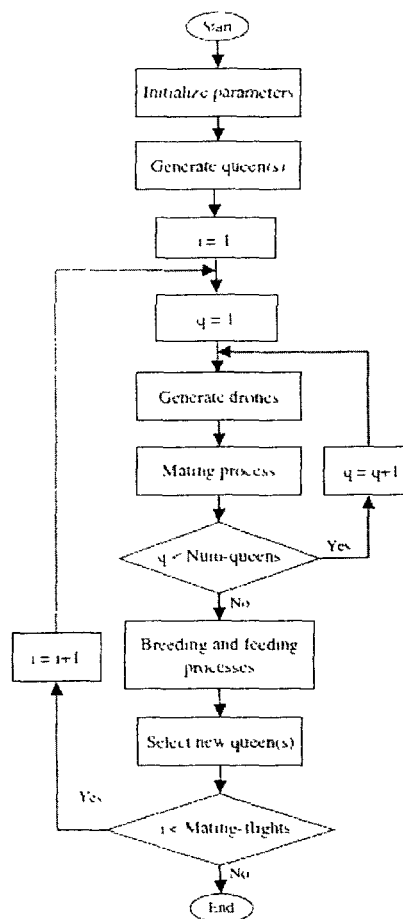 Start
Initialize parameters
Generate queen(s)
i = 1
q = 1
Generate drones
Mating process
q = q+1
q < Num-queens
Yes
No
Breeding and feeding
processes
i = i+1
Select new queen(s)
Yes
i < Mating-flights
No
End